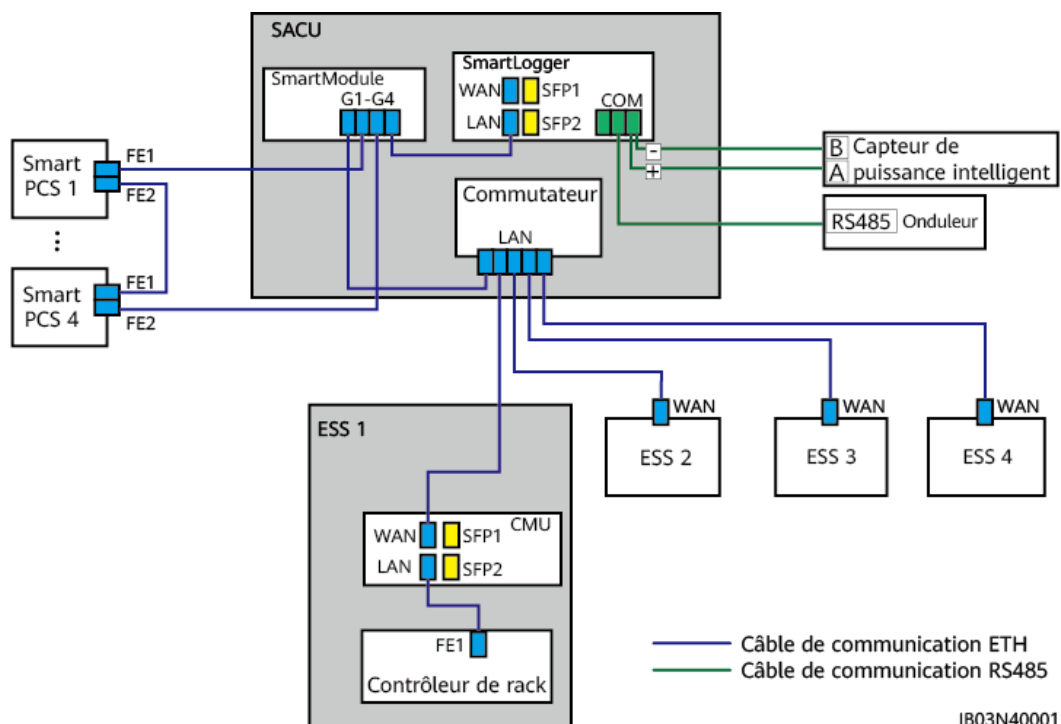 SACU
SmartModule
G1-G4
SmartLogger
WAN
SFP1
LAN
SFP2
COM
-
+
B Capteur de
A puissance intelligent
RS485 Onduleur
Commutateur
LAN
Smart
PCS 1
FE1
FE2
⋮
Smart
PCS 4
FE1
FE2
WAN
ESS 2
WAN
ESS 3
WAN
ESS 4
ESS 1
CMU
WAN
SFP1
LAN
SFP2
FE1
Contrôleur de rack
Câble de communication ETH
Câble de communication RS485
IB03N40001